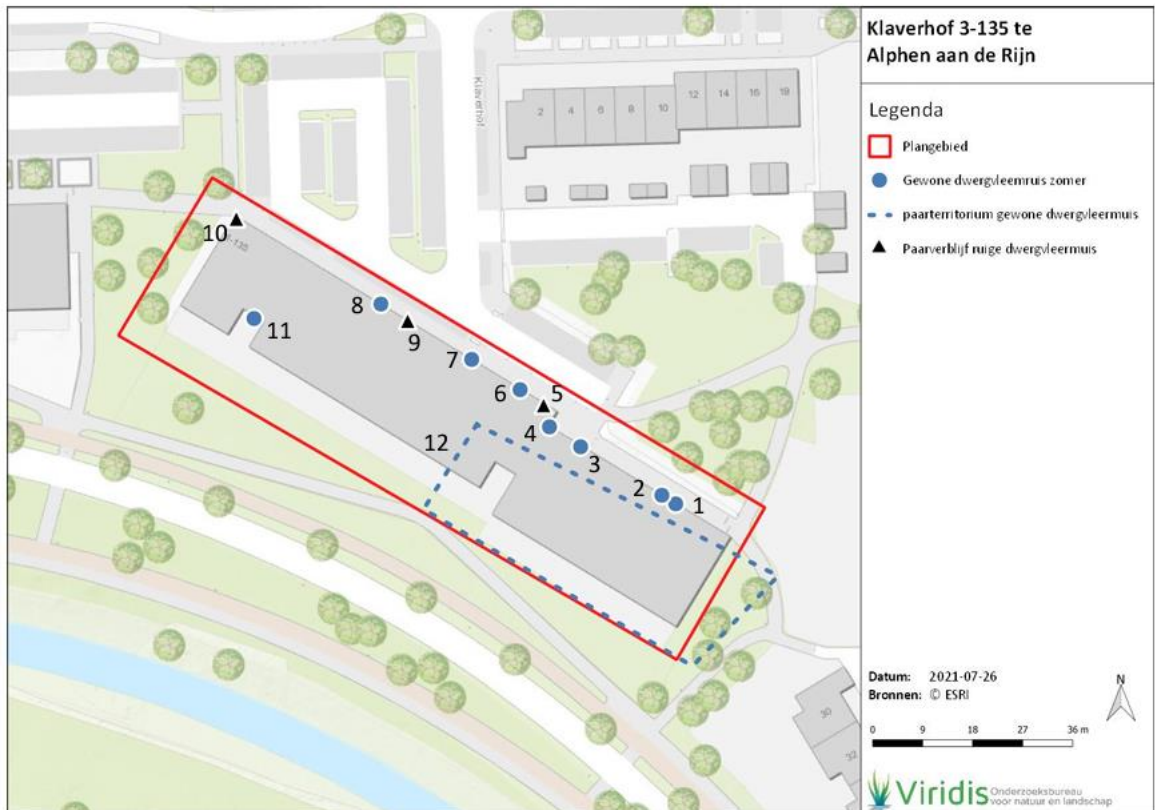 Klaverhof 3-135 te
Alphen aan de Rijn
Legenda
Plangebied
Gewone dwergvleemruis zomer
paarterritorium gewone dwergvleermuis
Paarverblijf ruige dwergvleermuis
Klaverhof
2 4 6 8 10 12 14 16 18
10
8
11
9
7
6
5
4
3
12
2
1
30
32
Datum: 2021-07-26
Bronnen: © ESRI
N
0 9 18 27 36 m
Viridis
Onderzoeksbureau
voor natuur en landschap